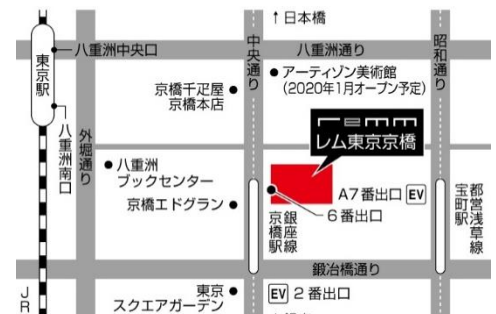 ↑日本橋
八重洲中央口
八重洲通り
東京駅
中央通り
昭和通り
アーティゾン美術館
(2020年1月オープン予定)
京橋千疋屋
京橋本店
remm
レム東京京橋
八重洲南口
外堀通り
八重洲
ブックセンター
京橋エドグラン
A7番出口 EV
6番出口
銀座線
京橋駅
都営浅草線
宝町駅
鍛冶橋通り
JR
東京
スクエアガーデン
EV 2番出口